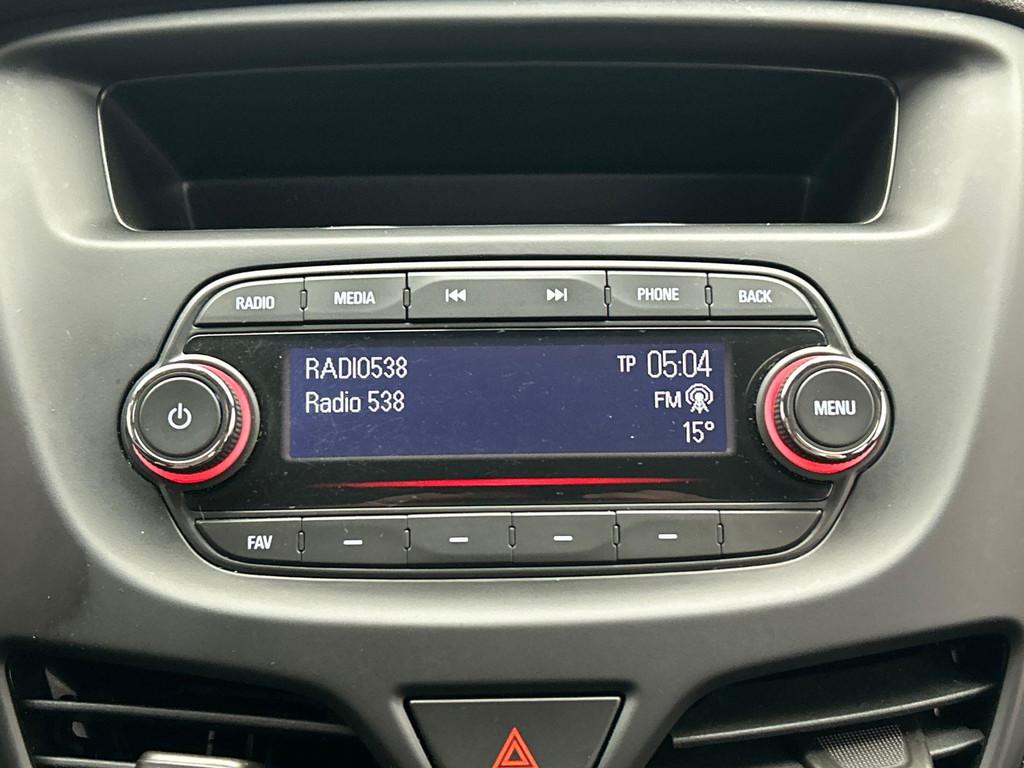 RADIO MEDIA PHONE BACK
RADIO538 TP 05:04
Radio 538 FM
15°
MENU
FAV